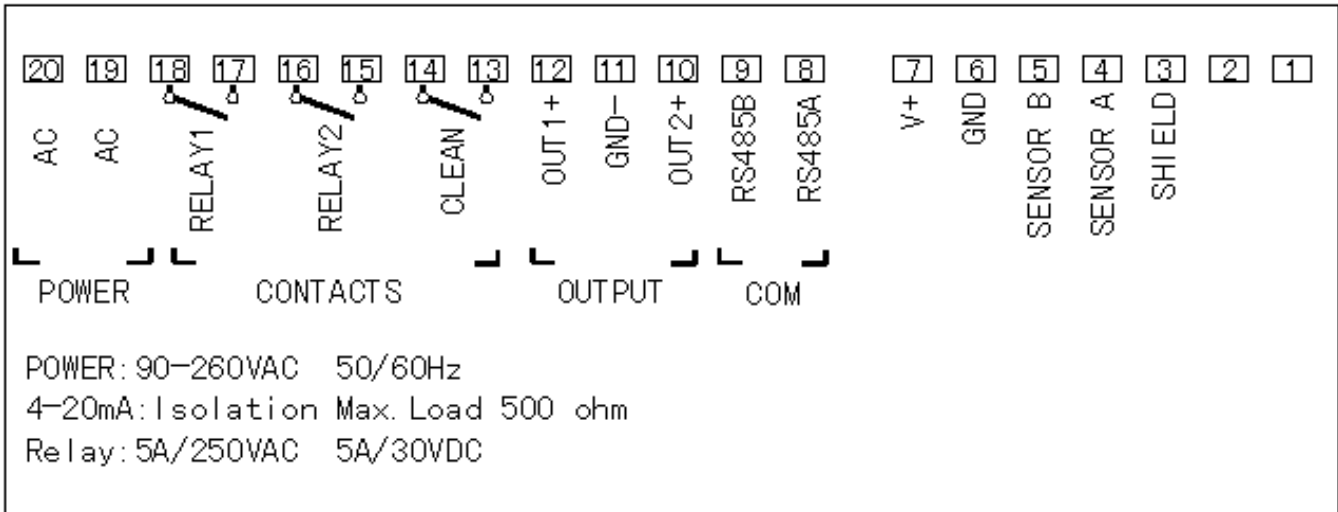 20 19 18 17 16 15 14 13 12 11 10 9 8 7 6 5 4 3 2 1
AC AC RELAY1 RELAY2 CLEAN OUT1+ GND- OUT2+ RS485B RS485A V+ GND SENSOR B SENSOR A SHIELD
POWER CONTACTS OUTPUT COM
POWER:90-260VAC 50/60Hz
4-20mA:Isolation Max.Load 500 ohm
Relay:5A/250VAC 5A/30VDC